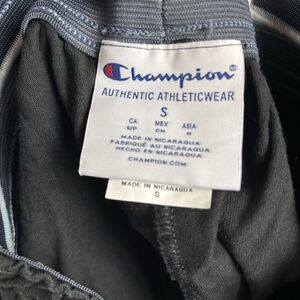 Champion®
AUTHENTIC ATHLETICWEAR
S
CA MEX ASIA
S/P CH M
MADE IN NICARAGUA
FABRIQUÉ AU NICARAGUA
HECHO EN NICARAGUA
CHAMPION.COM
MADE IN NICARAGUA
S